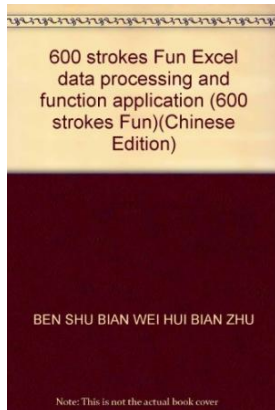 600 strokes Fun Excel
data processing and
function application (600
strokes Fun)(Chinese
Edition)
BEN SHU BIAN WEI HUI BIAN ZHU
Note: This is not the actual book cover